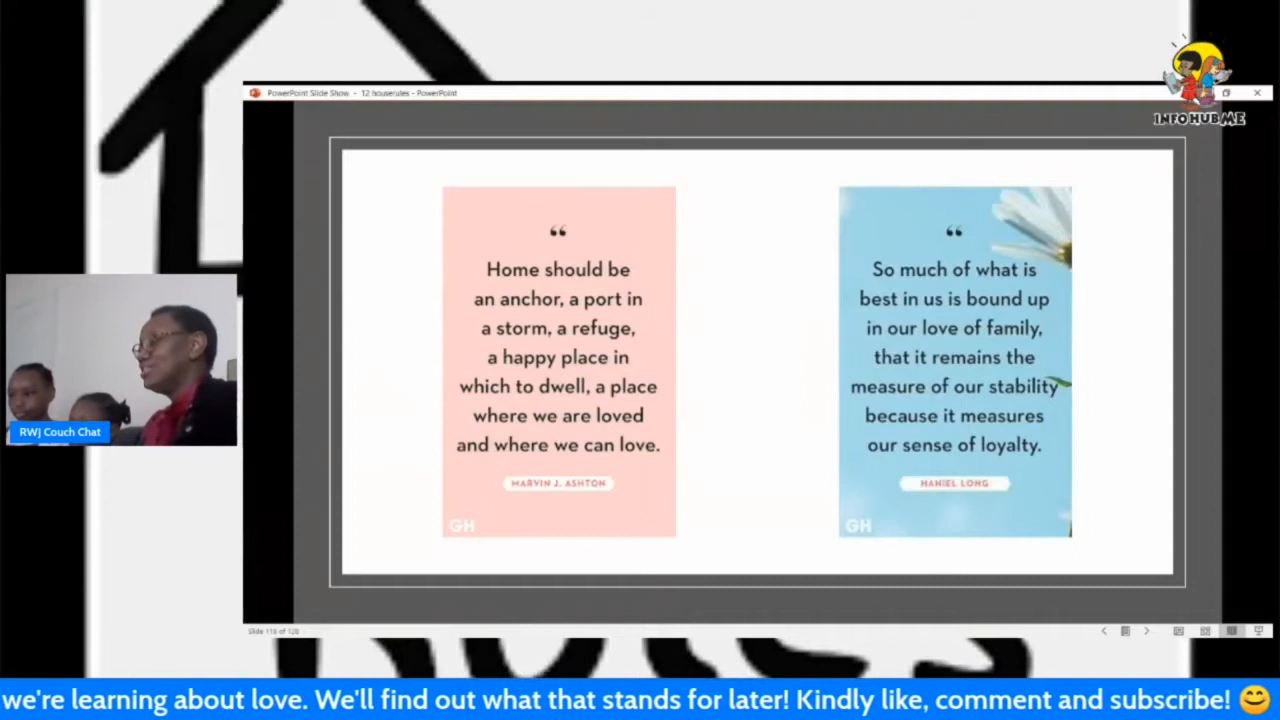 PowerPoint Slide Show - 12 houserules - PowerPoint
INFO HUB ME
“
Home should be
an anchor, a port in
a storm, a refuge,
a happy place in
which to dwell, a place
where we are loved
and where we can love.
MARVIN J. ASHTON
GH
“
So much of what is
best in us is bound up
in our love of family,
that it remains the
measure of our stability
because it measures
our sense of loyalty.
HANIEL LONG
GH
RWJ Couch Chat
we're learning about love. We'll find out what that stands for later! Kindly like, comment and subscribe! 😊